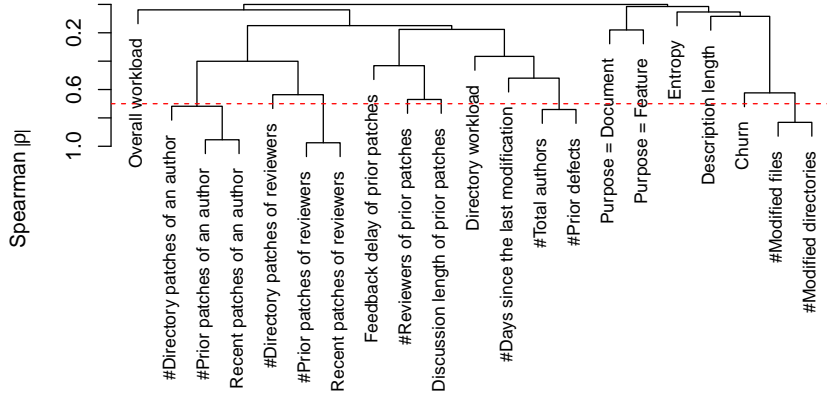 Spearman |ρ|
0.2
0.6
1.0
Overall workload
#Directory patches of an author
#Prior patches of an author
Recent patches of an author
#Directory patches of reviewers
#Prior patches of reviewers
Recent patches of reviewers
Feedback delay of prior patches
#Reviewers of prior patches
Discussion length of prior patches
Directory workload
#Days since the last modification
#Total authors
#Prior defects
Purpose = Document
Purpose = Feature
Entropy
Description length
Churn
#Modified files
#Modified directories